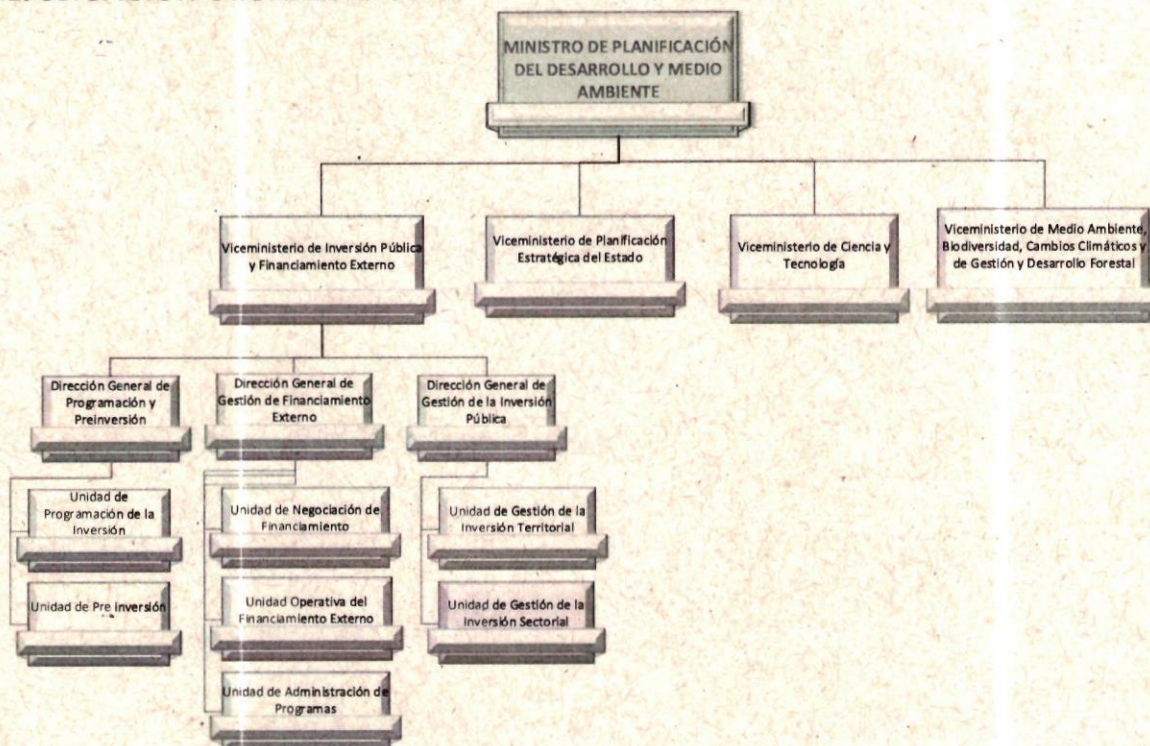 MINISTRO DE PLANIFICACIÓN
DEL DESARROLLO Y MEDIO
AMBIENTE
Viceministerio de Inversión Pública
y Financiamiento Externo
Viceministerio de Planificación
Estratégica del Estado
Viceministerio de Ciencia y
Tecnología
Viceministerio de Medio Ambiente,
Biodiversidad, Cambios Climáticos y
de Gestión y Desarrollo Forestal
Dirección General de
Programación y
Preinversión
Dirección General de
Gestión de Financiamiento
Externo
Dirección General de
Gestión de la Inversión
Pública
Unidad de
Programación de la
Inversión
Unidad de Pre Inversión
Unidad de Negociación de
Financiamiento
Unidad Operativa del
Financiamiento Externo
Unidad de Administración de
Programas
Unidad de Gestión de la
Inversión Territorial
Unidad de Gestión de la
Inversión Sectorial